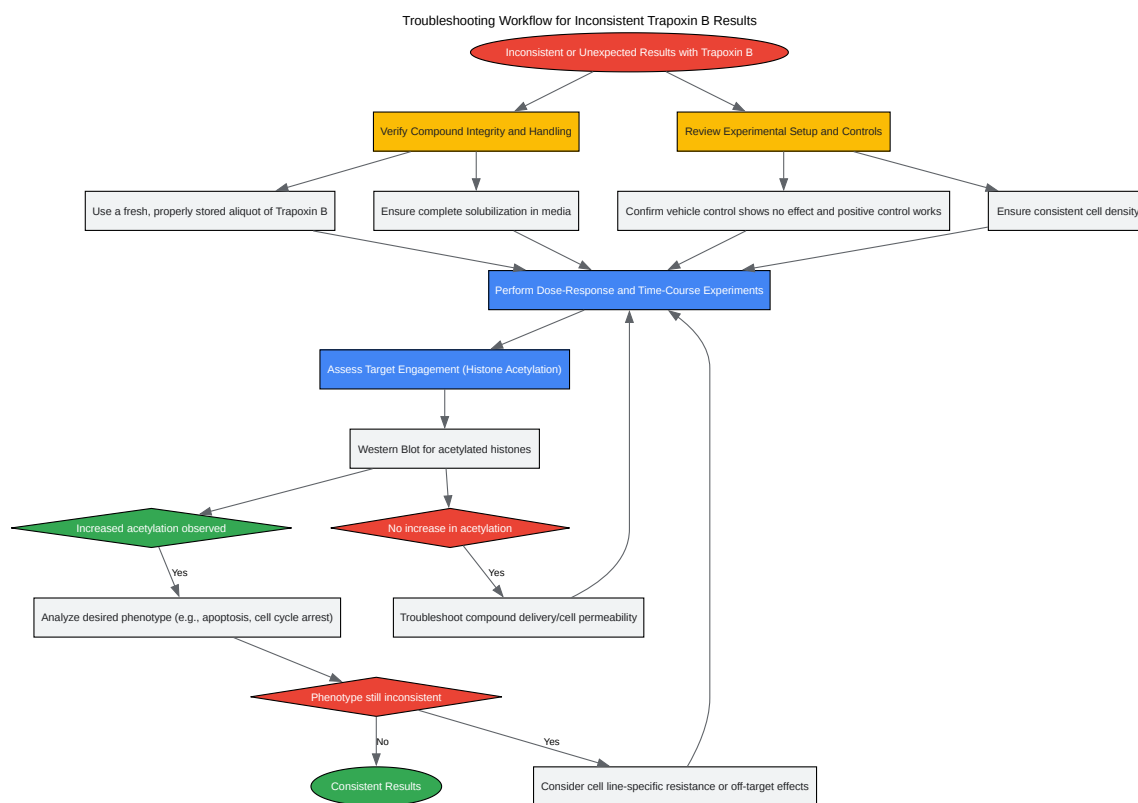 Troubleshooting Workflow for Inconsistent Trapoxin B Results
Inconsistent or Unexpected Results with Trapoxin B
Verify Compound Integrity and Handling
Review Experimental Setup and Controls
Use a fresh, properly stored aliquot of Trapoxin B
Ensure complete solubilization in media
Confirm vehicle control shows no effect and positive control works
Ensure consistent cell density
Perform Dose-Response and Time-Course Experiments
Assess Target Engagement (Histone Acetylation)
Western Blot for acetylated histones
Increased acetylation observed
No increase in acetylation
Yes
Yes
Analyze desired phenotype (e.g., apoptosis, cell cycle arrest)
Troubleshoot compound delivery/cell permeability
Phenotype still inconsistent
No
Yes
Consistent Results
Consider cell line-specific resistance or off-target effects